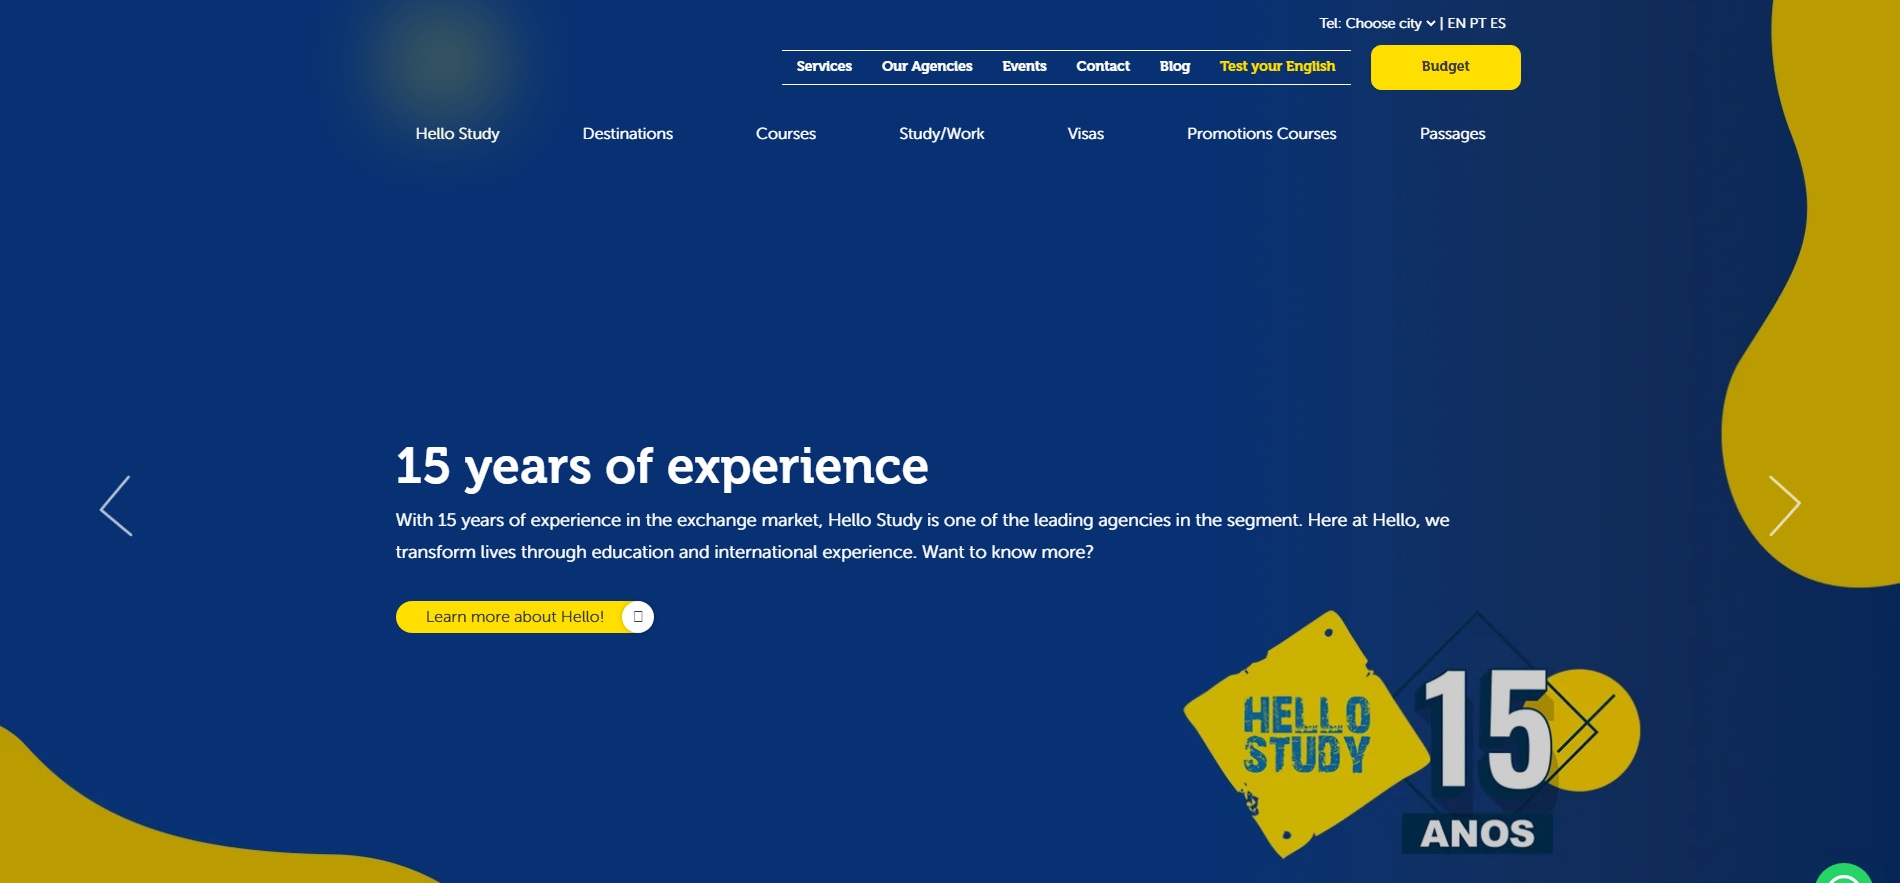 Tel: Choose city | EN PT ES
Services Our Agencies Events Contact Blog Test your English Budget
Hello Study Destinations Courses Study/Work Visas Promotions Courses Passages
15 years of experience
With 15 years of experience in the exchange market, Hello Study is one of the leading agencies in the segment. Here at Hello, we
transform lives through education and international experience. Want to know more?
Learn more about Hello!
HELLO
STUDY
15
ANOS